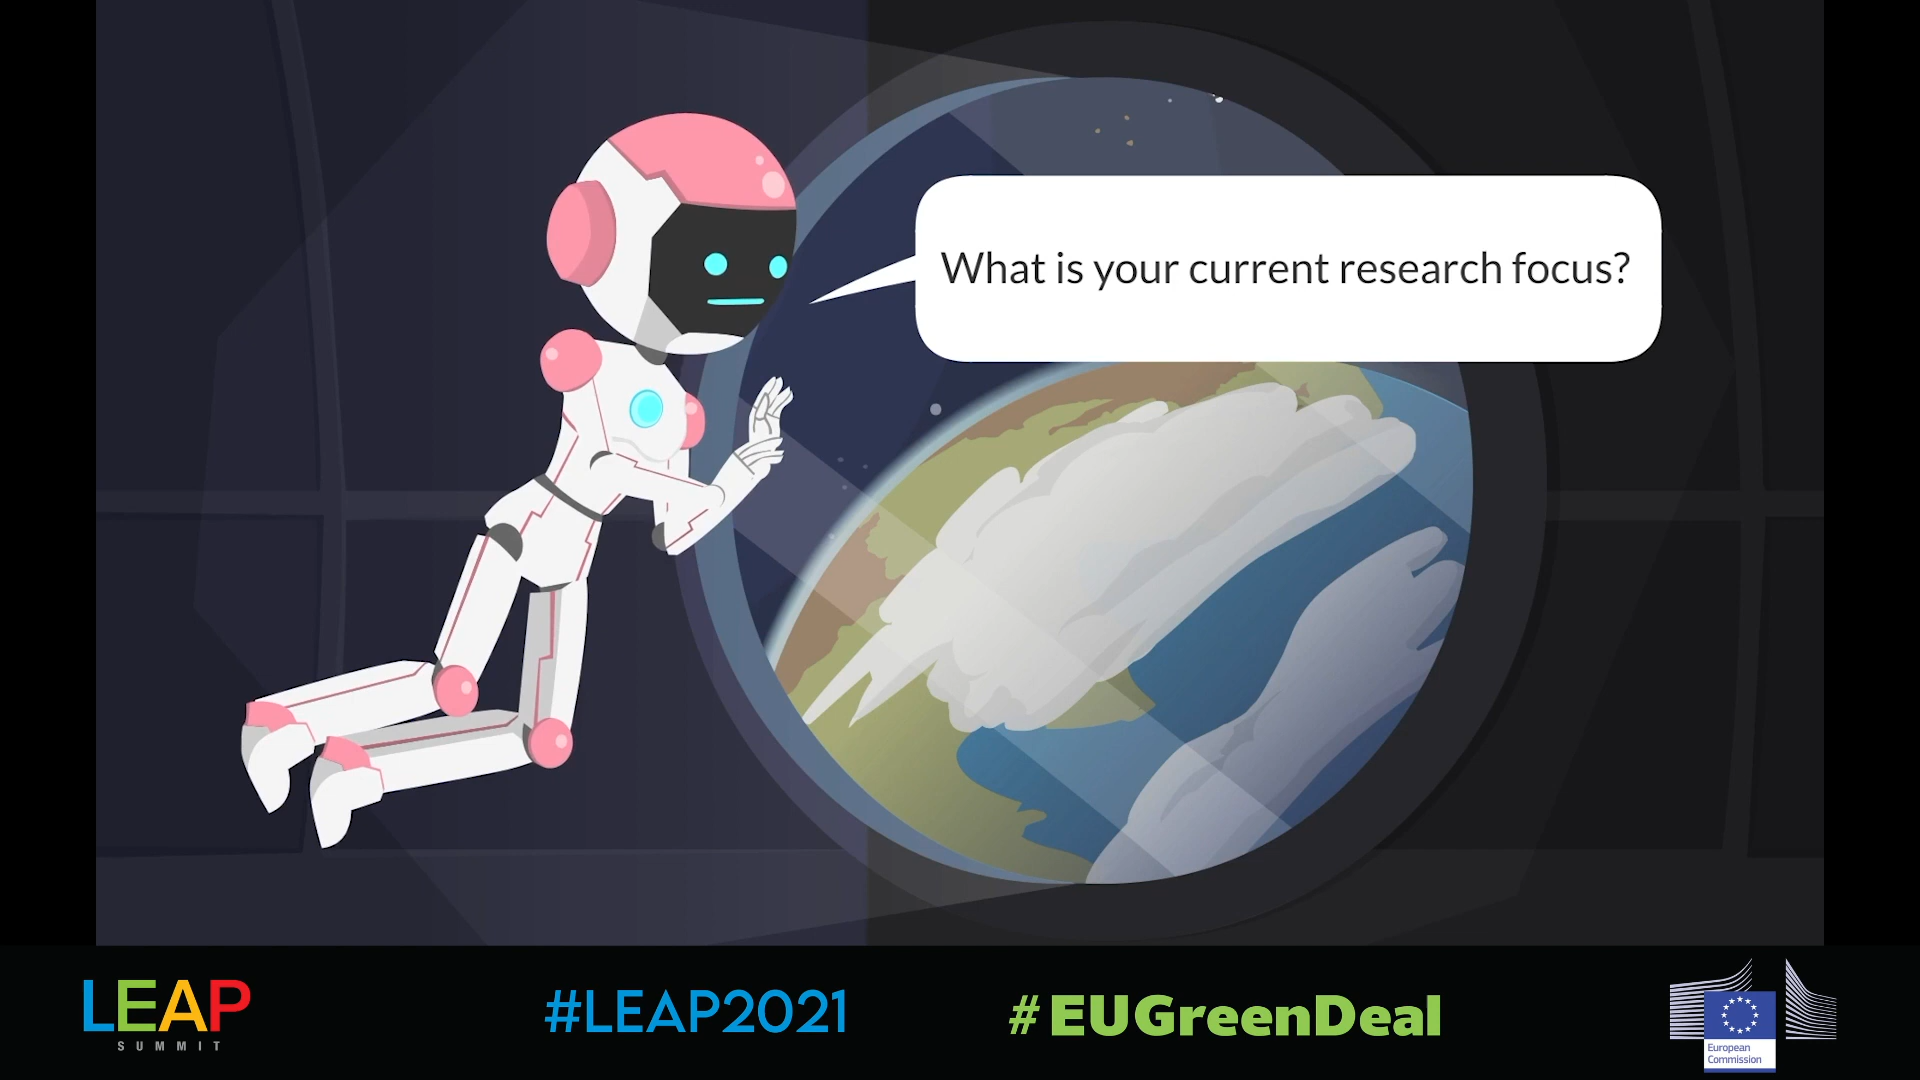 What is your current research focus?
LEAP
SUMMIT
#LEAP2021
#EUGreenDeal
European
Commission